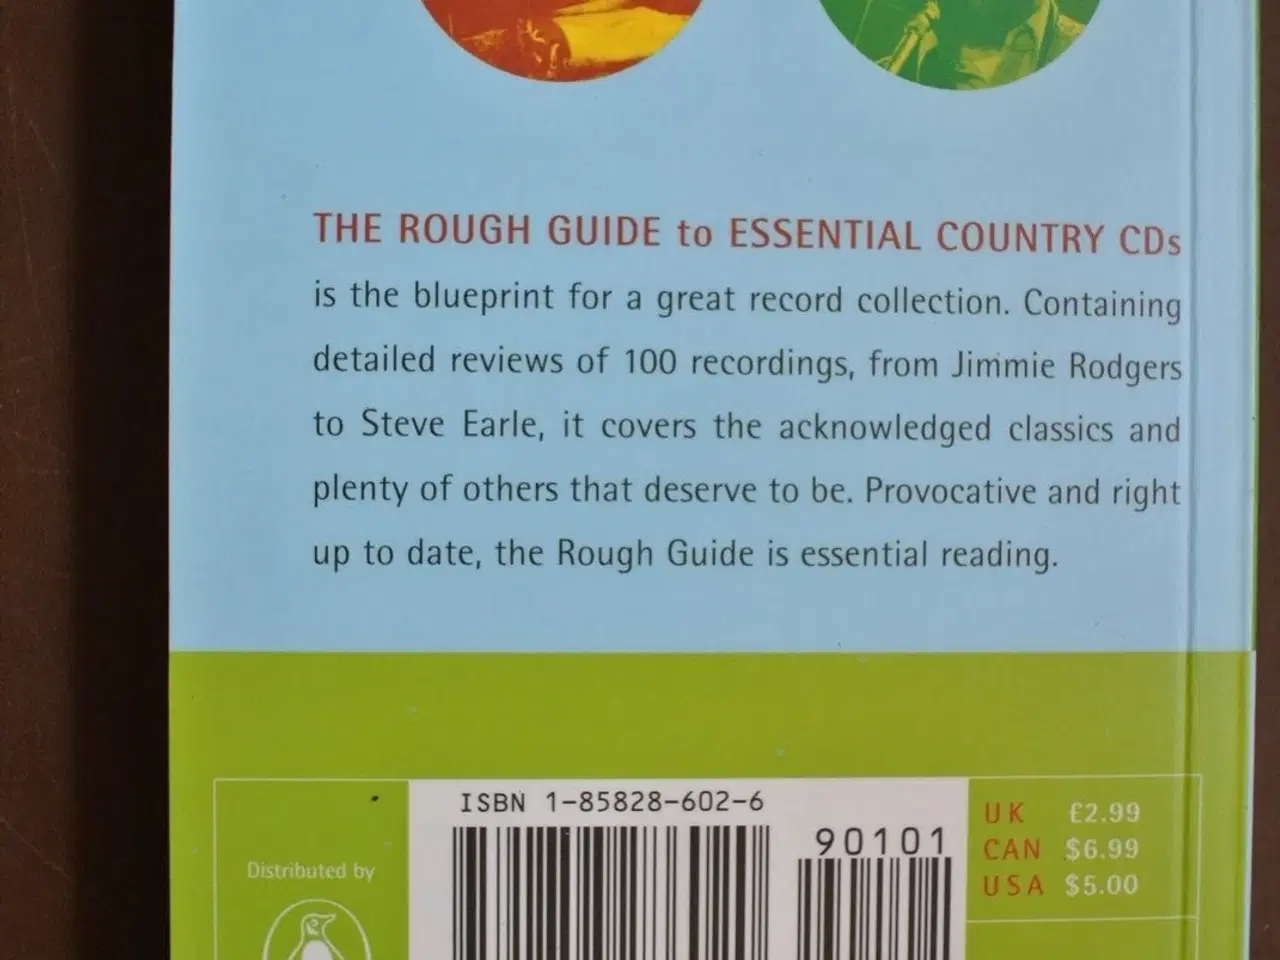 THE ROUGH GUIDE to ESSENTIAL COUNTRY CDs
is the blueprint for a great record collection. Containing
detailed reviews of 100 recordings, from Jimmie Rodgers
to Steve Earle, it covers the acknowledged classics and
plenty of others that deserve to be. Provocative and right
up to date, the Rough Guide is essential reading.
Distributed by
ISBN 1-85828-602-6
90101
UK £2.99
CAN $6.99
USA $5.00